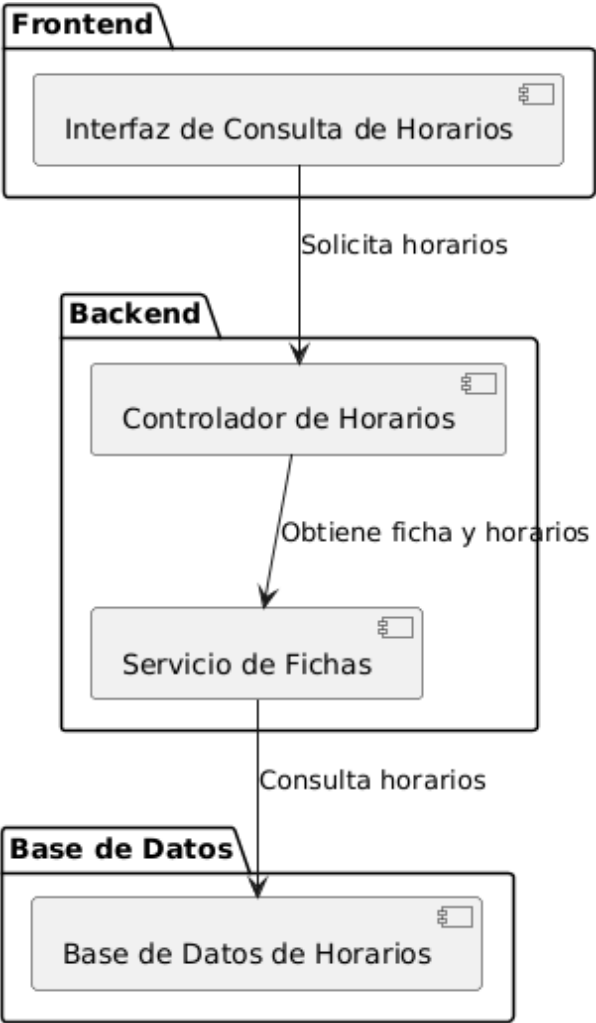 Frontend
Interfaz de Consulta de Horarios
Solicita horarios
Backend
Controlador de Horarios
Obtiene ficha y horarios
Servicio de Fichas
Consulta horarios
Base de Datos
Base de Datos de Horarios